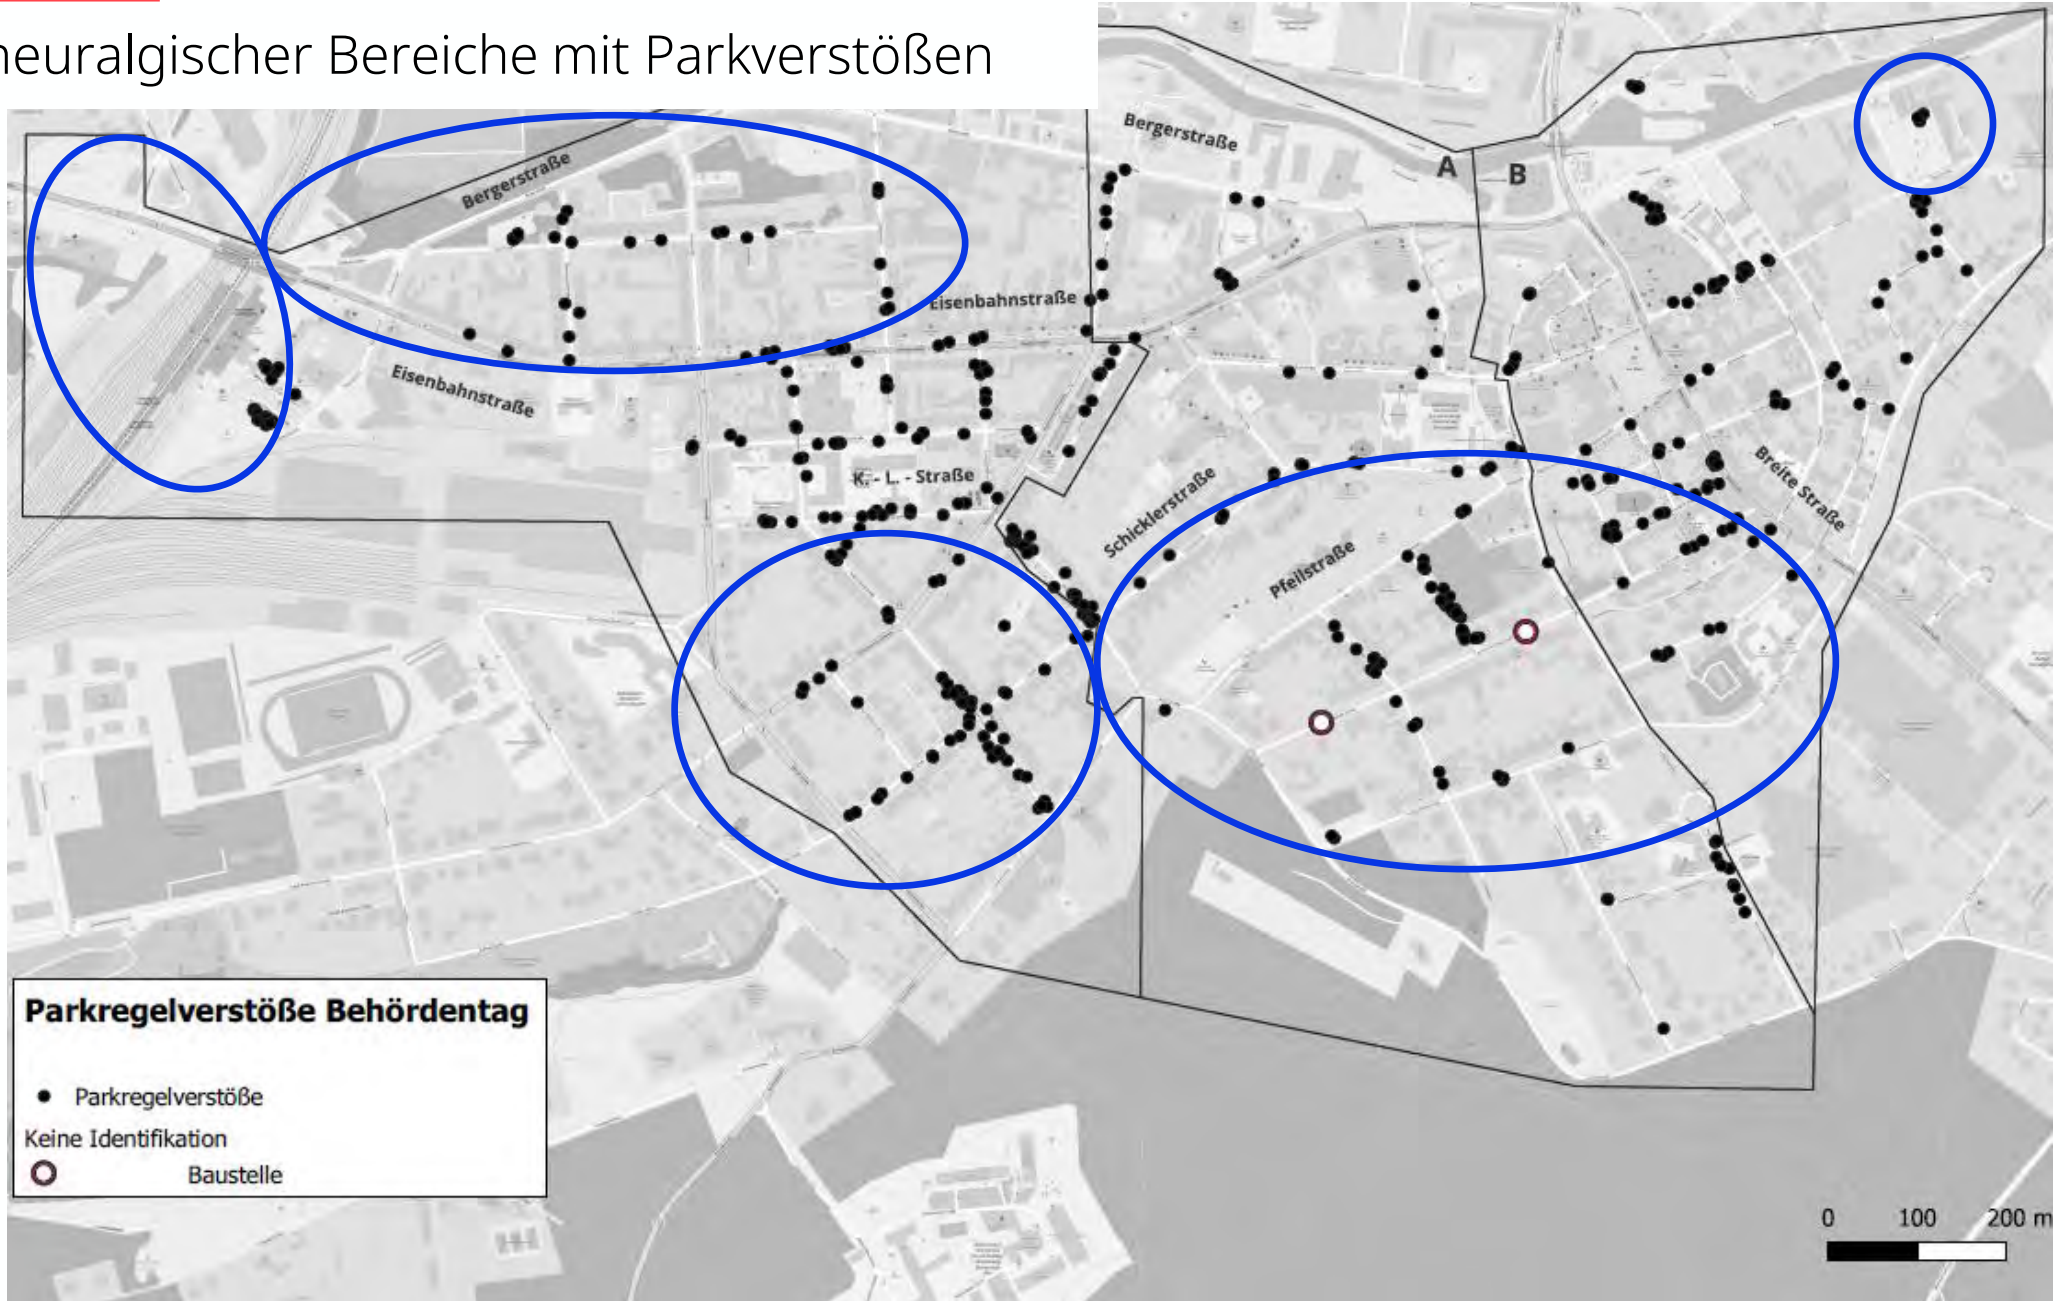 neuralgischer Bereiche mit Parkverstößen
Bergerstraße
Bergerstraße
A
B
Eisenbahnstraße
Eisenbahnstraße
K. - L. - Straße
Schicklerstraße
Pfeilstraße
Breite Straße
Parkregelverstöße Behördentag
Parkregelverstöße
Keine Identifikation
Baustelle
0 100 200 m